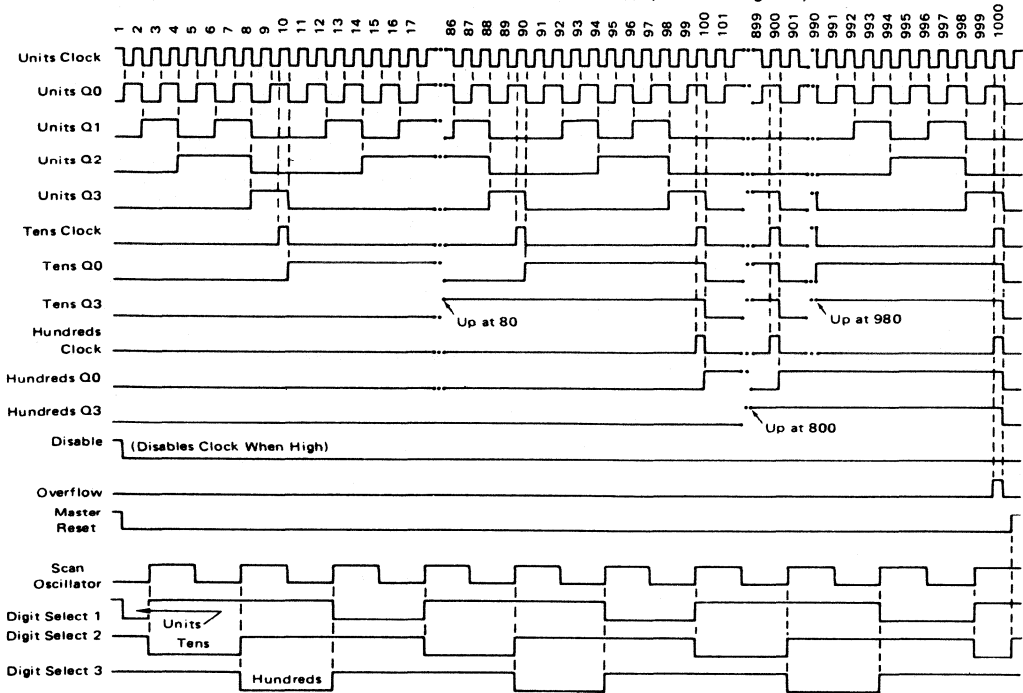 1 2 3 4 5 6 7 8 9 10 11 12 13 14 15 16 17 86 87 88 89 90 91 92 93 94 95 96 97 98 99 100 101 899 900 901 990 991 992 993 994 995 996 997 998 999 1000
Units Clock
Units Q0
Units Q1
Units Q2
Units Q3
Tens Clock
Tens Q0
Tens Q3
Up at 80
Up at 980
Hundreds
Clock
Hundreds Q0
Hundreds Q3
Up at 800
Disable
(Disables Clock When High)
Overflow
Master
Reset
Scan
Oscillator
Digit Select 1
Units
Digit Select 2
Tens
Digit Select 3
Hundreds